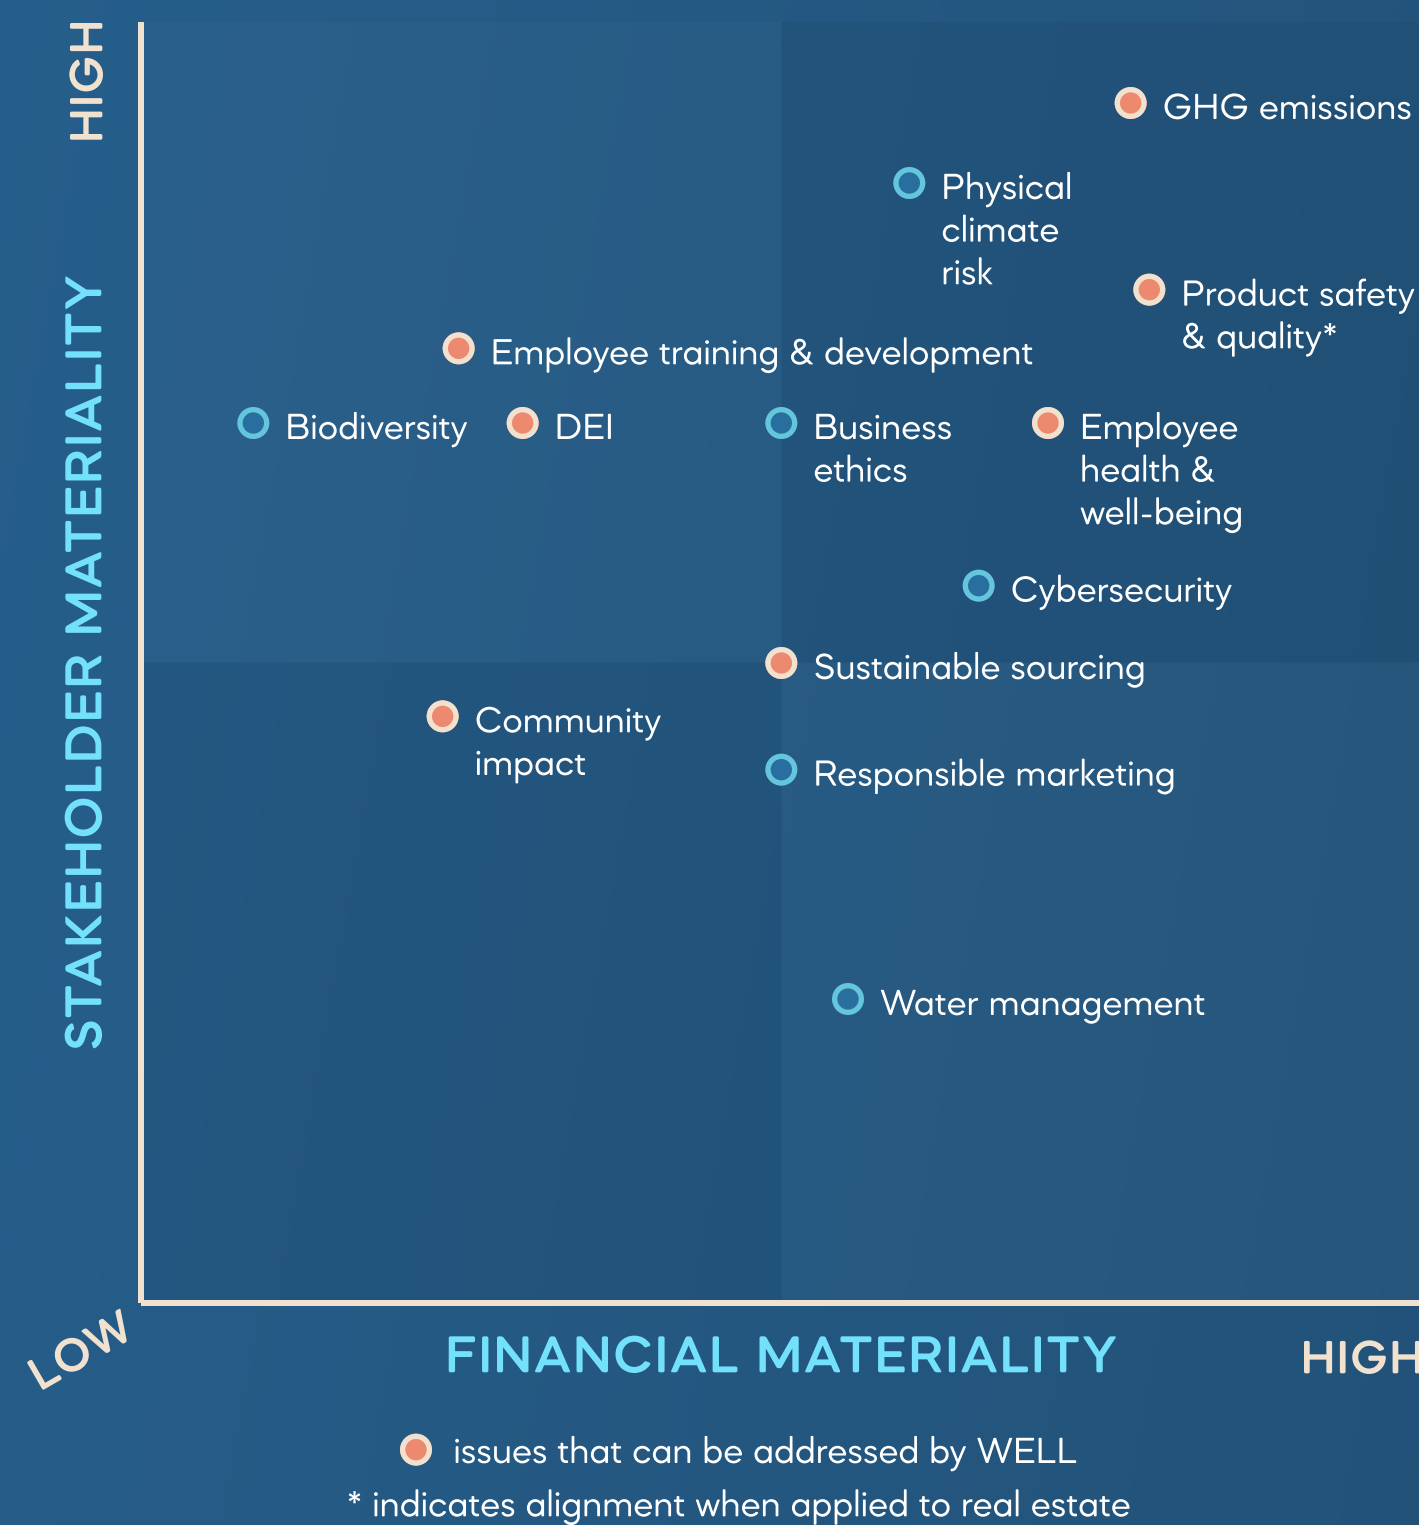 HIGH
STAKEHOLDER MATERIALITY
GHG emissions
Physical
climate
risk
Product safety
& quality*
Employee training & development
Biodiversity
DEI
Business
ethics
Employee
health &
well-being
Cybersecurity
Sustainable sourcing
Community
impact
Responsible marketing
Water management
LOW
FINANCIAL MATERIALITY
HIGH
issues that can be addressed by WELL
* indicates alignment when applied to real estate